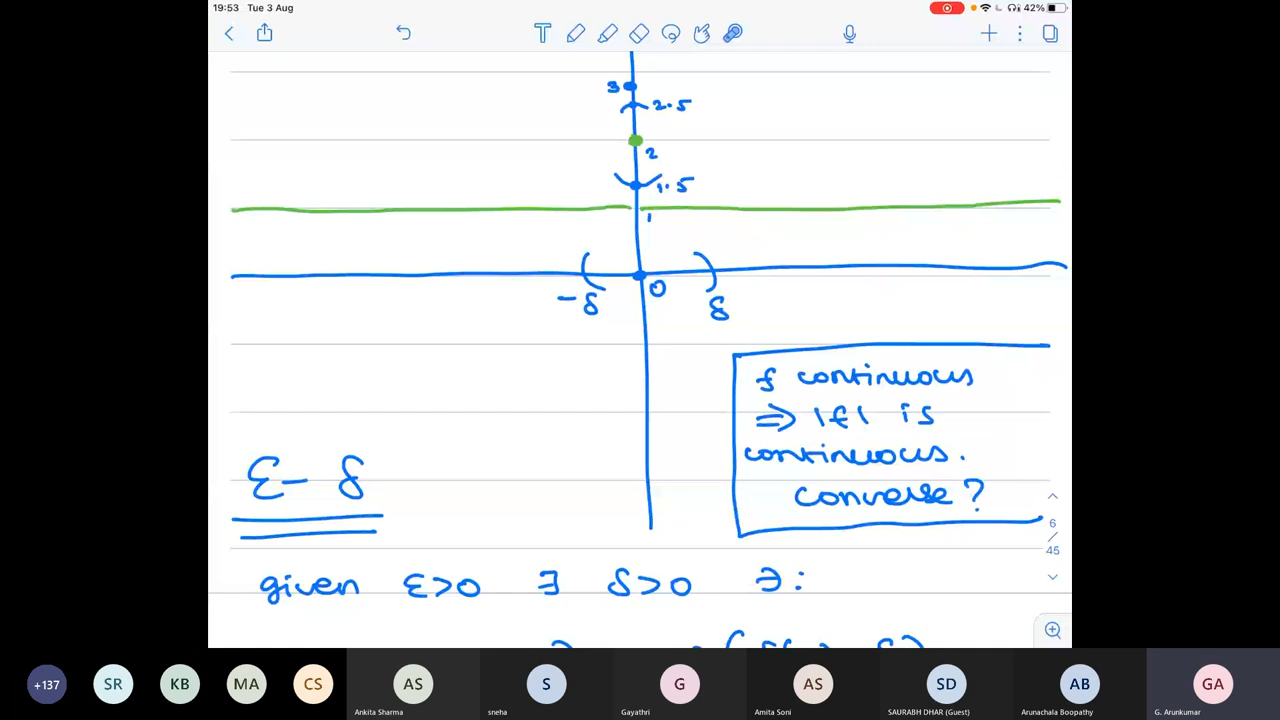 19:53 Tue 3 Aug
42%
T
3
2.5
2
1.5
1
0
-δ
δ
f continuous
⇒ |f| is
continuous.
Converse?
ε-δ
6
/
45
given ε>0 ∃ δ>0 ∋:
+137
SR
KB
MA
CS
AS
S
G
AS
SD
AB
GA
Ankita Sharma
sneha
Gayathri
Amita Soni
SAURABH DHAR (Guest)
Arunachala Boopathy
G. Arunkumar